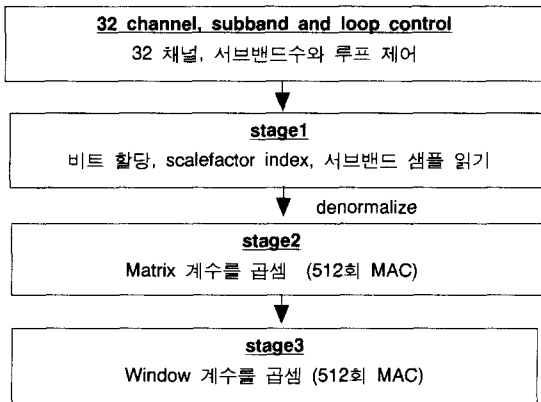 32 channel, subband and loop control
32 채널, 서브밴드수와 루프 제어
stage1
비트 할당, scalefactor index, 서브밴드 샘플 읽기
denormalize
stage2
Matrix 계수를 곱셈 (512회 MAC)
stage3
Window 계수를 곱셈 (512회 MAC)